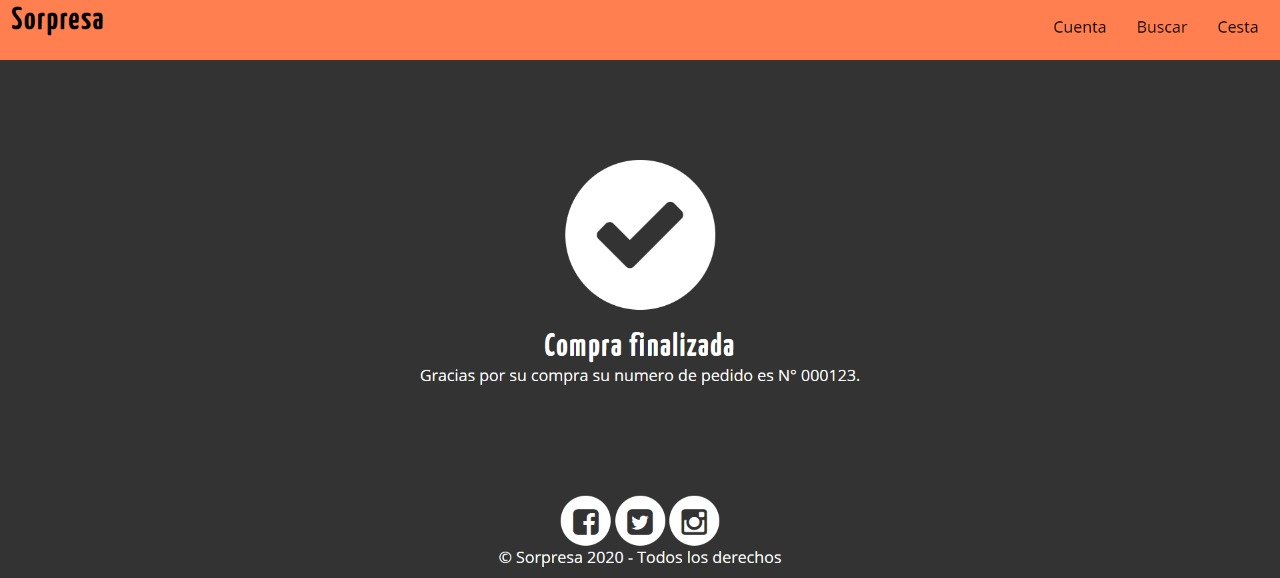 Sorpresa
Cuenta Buscar Cesta
Compra finalizada
Gracias por su compra su numero de pedido es N° 000123.
© Sorpresa 2020 - Todos los derechos